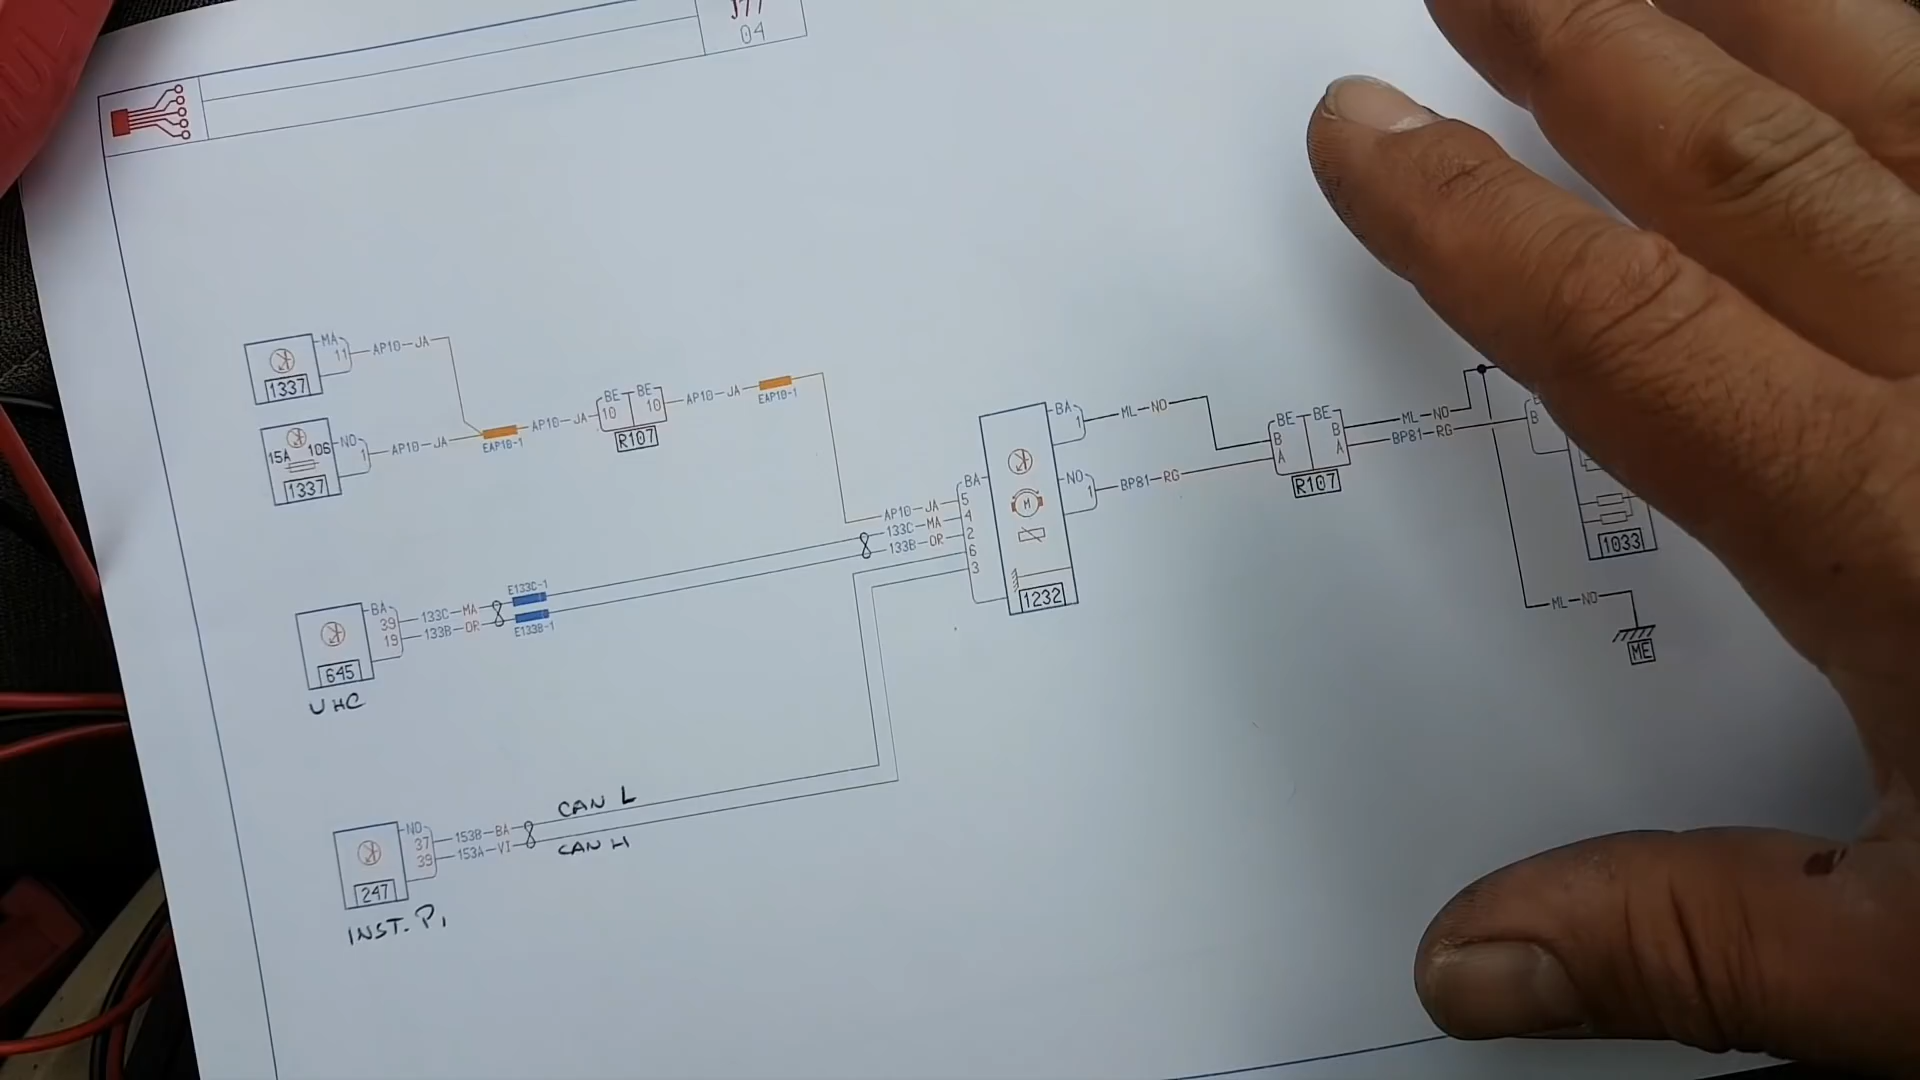 J77
04
MA
11
AP10-JA
1337
15A 106
NO
1
AP10-JA
1337
EAP10-1
AP10-JA
BE BE
10 10
R107
AP10-JA
EAP10-1
BA
1
ML-NO
BE BE
B B
A A
R107
ML-NO
BP81-RG
B
NO
1
BP81-RG
M
1232
1033
BA
5
4
2
6
3
AP10-JA
133C-MA
133B-OR
ML-NO
ME
BA
39
19
133C-MA
133B-OR
E133C-1
E133B-1
645
UHC
NO
37
39
153B-BA
153A-VI
CAN L
CAN H
247
INST. P.